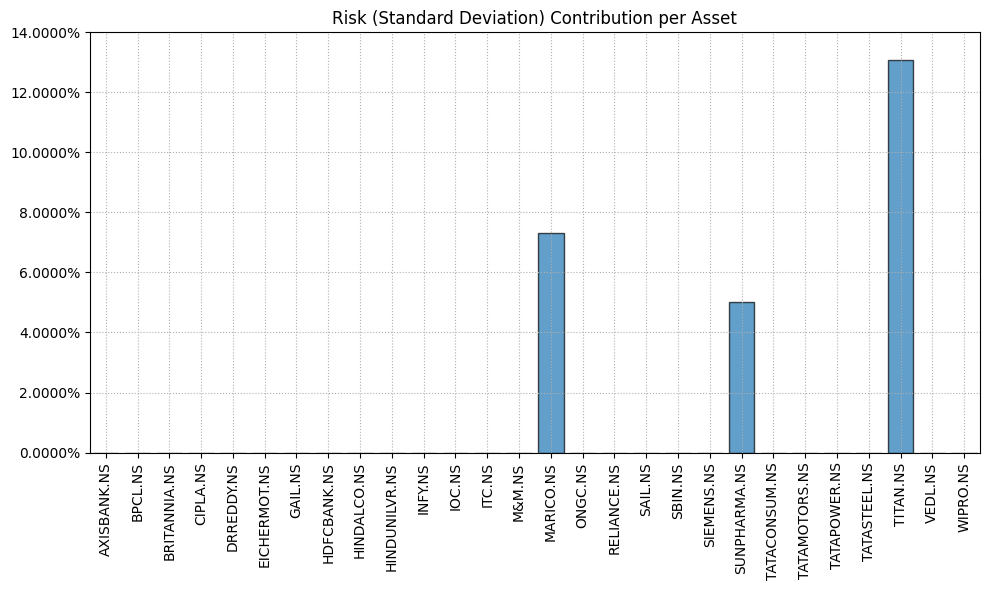 Risk (Standard Deviation) Contribution per Asset
14.0000%
12.0000%
10.0000%
8.0000%
6.0000%
4.0000%
2.0000%
0.0000%
AXISBANK.NS
BPCL.NS
BRITANNIA.NS
CIPLA.NS
DRREDDY.NS
EICHERMOT.NS
GAIL.NS
HDFCBANK.NS
HINDALCO.NS
HINDUNILVR.NS
INFY.NS
IOC.NS
ITC.NS
M&M.NS
MARICO.NS
ONGC.NS
RELIANCE.NS
SAIL.NS
SBIN.NS
SIEMENS.NS
SUNPHARMA.NS
TATACONSUM.NS
TATAMOTORS.NS
TATAPOWER.NS
TATASTEEL.NS
TITAN.NS
VEDL.NS
WIPRO.NS